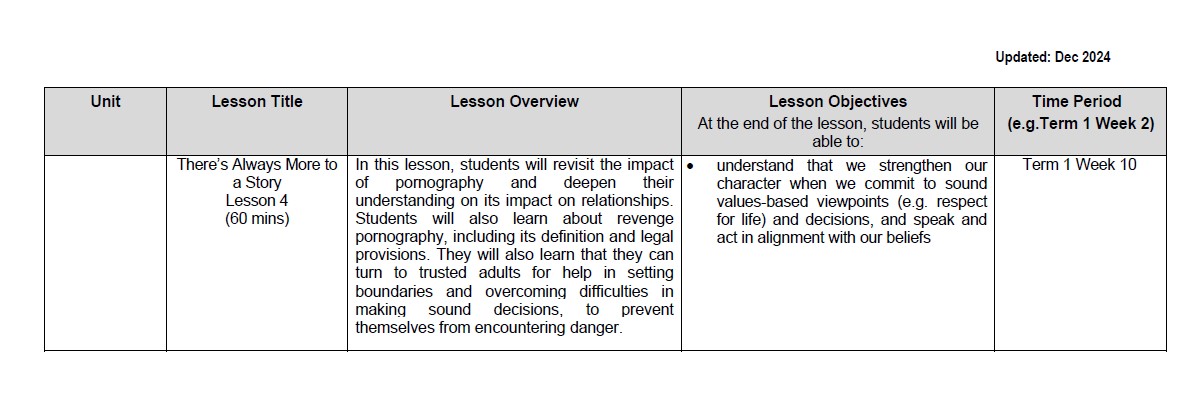 Updated: Dec 2024
Unit
Lesson Title
Lesson Overview
Lesson Objectives
At the end of the lesson, students will be
able to:
Time Period
(e.g.Term 1 Week 2)
There's Always More to
a Story
Lesson 4
(60 mins)
In this lesson, students will revisit the impact
of pornography and deepen their
understanding on its impact on relationships.
Students will also learn about revenge
pornography, including its definition and legal
provisions. They will also learn that they can
turn to trusted adults for help in setting
boundaries and overcoming difficulties in
making sound decisions, to prevent
themselves from encountering danger.
• understand that we strengthen our
character when we commit to sound
values-based viewpoints (e.g. respect
for life) and decisions, and speak and
act in alignment with our beliefs
Term 1 Week 10